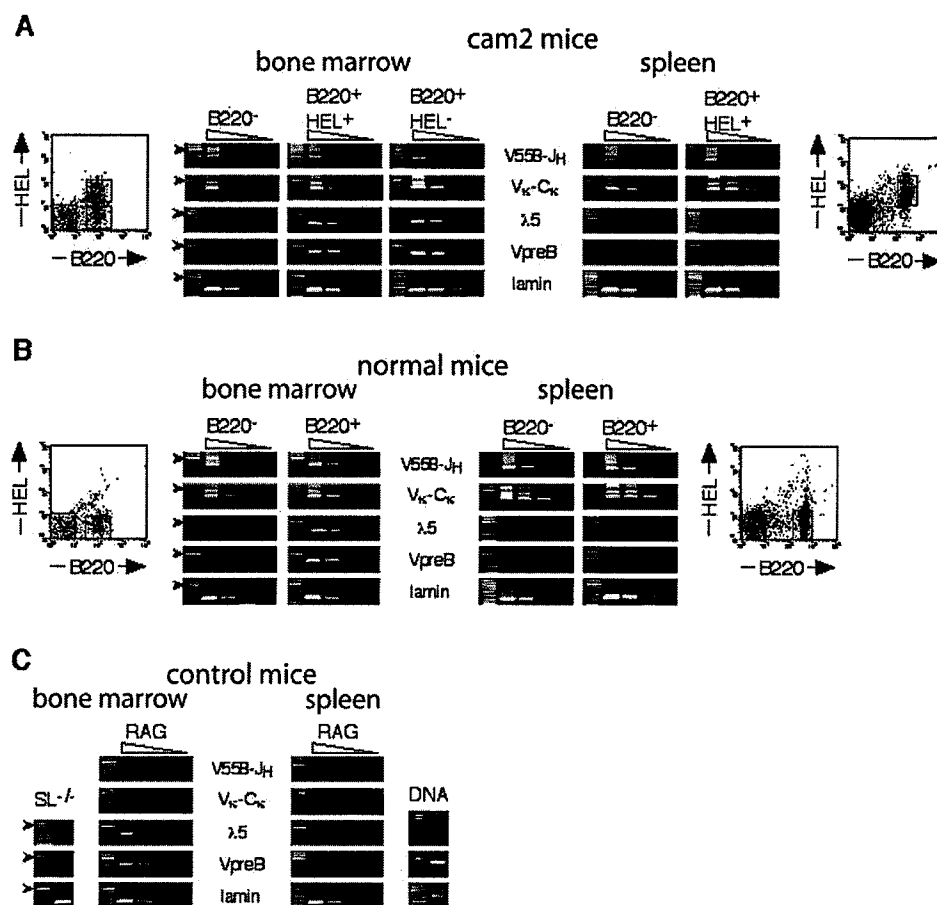 A
cam2 mice
bone marrow
spleen
B220-
B220+
HEL+
B220+
HEL-
B220-
B220+
HEL+
HEL
B220
V558-JH
Vκ-Cκ
λ5
VpreB
lamin
HEL
B220
B
normal mice
bone marrow
spleen
B220-
B220+
B220-
B220+
HEL
B220
V558-JH
Vκ-Cκ
λ5
VpreB
lamin
HEL
B220
C
control mice
bone marrow
spleen
RAG
RAG
SL-/-
V558-JH
Vκ-Cκ
λ5
VpreB
lamin
DNA